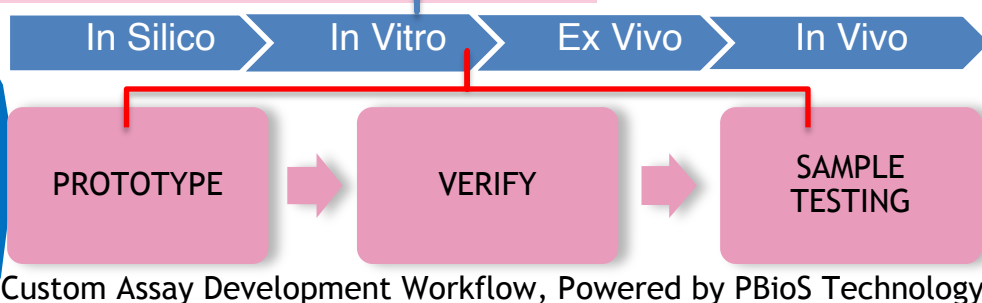 In Silico In Vitro Ex Vivo In Vivo
PROTOTYPE VERIFY SAMPLE
TESTING
Custom Assay Development Workflow, Powered by PBioS Technology